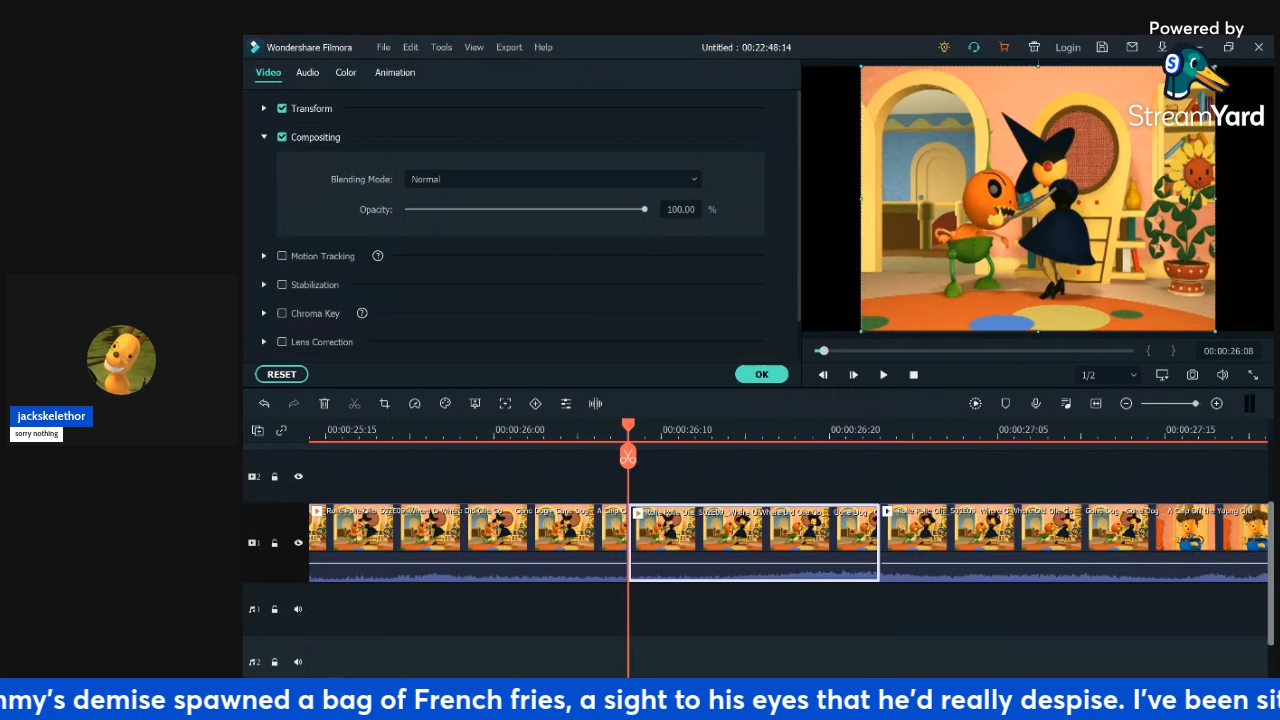 Powered by
StreamYard
Wondershare Filmora
File Edit Tools View Export Help
Untitled : 00:22:48:14
Login
Video Audio Color Animation
Transform
Compositing
Blending Mode: Normal
Opacity: 100.00 %
Motion Tracking
Stabilization
Chroma Key
Lens Correction
RESET
OK
00:00:26:08
1/2
jackskelethor
sorry nothing
00:00:25:15 00:00:26:00 00:00:26:10 00:00:26:20 00:00:27:05 00:00:27:15
2
1
1
2
mmy's demise spawned a bag of French fries, a sight to his eyes that he'd really despise. I've been si